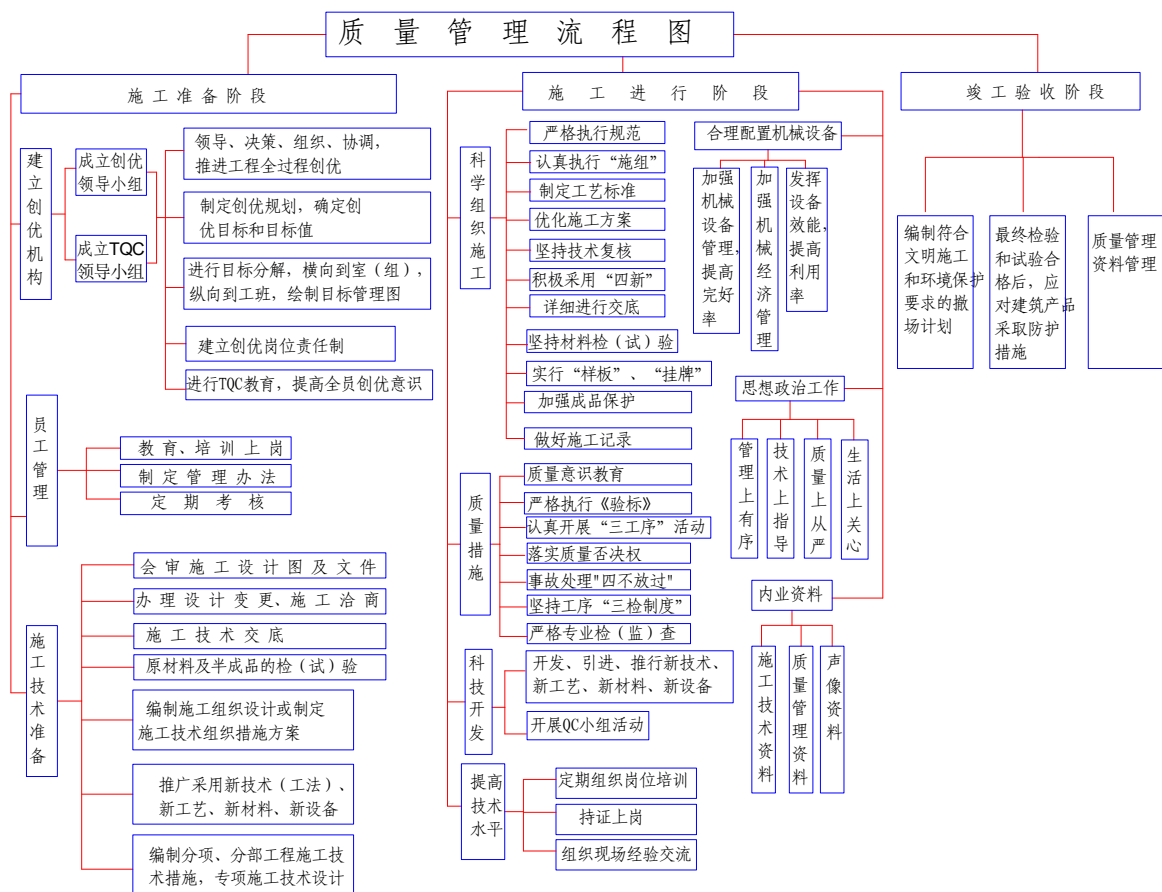 质量管理流程图
施工准备阶段
建立创优机构
成立创优
领导小组
成立TQC
领导小组
领导、决策、组织、协调，
推进工程全过程创优
制定创优规划，确定创
优目标和目标值
进行目标分解，横向到室（组），
纵向到工班，绘制目标管理图
建立创优岗位责任制
进行TQC教育，提高全员创优意识
员工管理
教育、培训上岗
制定管理办法
定期考核
施工技术准备
会审施工设计图及文件
办理设计变更、施工洽商
施工技术交底
原材料及半成品的检（试）验
编制施工组织设计或制定
施工技术组织措施方案
推广采用新技术（工法）、
新工艺、新材料、新设备
编制分项、分部工程施工技
术措施，专项施工技术设计
施工进行阶段
科学组织施工
严格执行规范
认真执行“施组”
制定工艺标准
优化施工方案
坚持技术复核
积极采用“四新”
详细进行交底
坚持材料检（试）验
实行“样板”、“挂牌”
加强成品保护
做好施工记录
质量措施
质量意识教育
严格执行《验标》
认真开展“三工序”活动
落实质量否决权
事故处理"四不放过"
坚持工序“三检制度”
严格专业检（监）查
科技开发
开发、引进、推行新技术、
新工艺、新材料、新设备
开展QC小组活动
提高
技术
水平
定期组织岗位培训
持证上岗
组织现场经验交流
合理配置机械设备
加强机械设备管理，提高完好率
加强机械经济管理
发挥设备效能，提高利用率
思想政治工作
管理上有序
技术上指导
质量上从严
生活上关心
内业资料
施工技术资料
质量管理资料
声像资料
竣工验收阶段
编制符合
文明施工
和环境保护
要求的撤
场计划
最终检验
和试验合
格后，应
对建筑产品
采取防护
措施
质量管理
资料管理